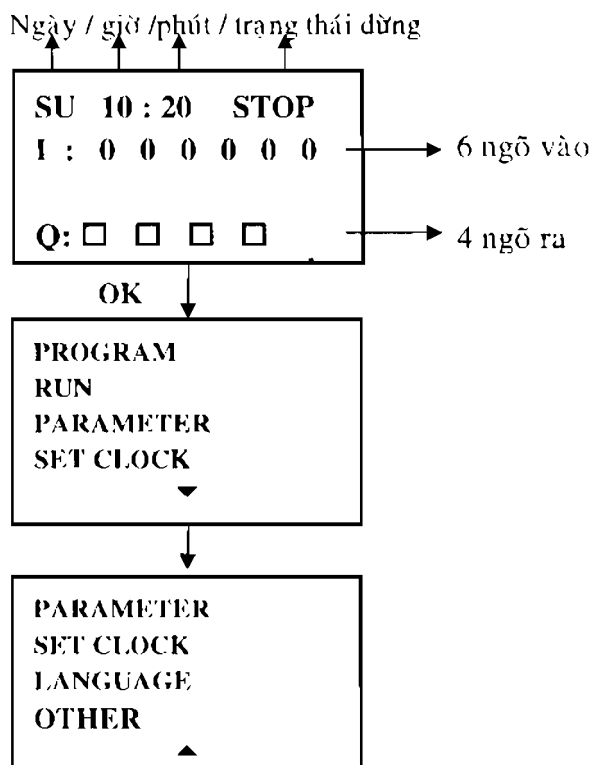 Ngày / giờ /phút / trạng thái dừng
SU 10 : 20 STOP
I : 0 0 0 0 0 0
6 ngõ vào
Q: □ □ □ □
4 ngõ ra
OK
PROGRAM
RUN
PARAMETER
SET CLOCK
PARAMETER
SET CLOCK
LANGUAGE
OTHER